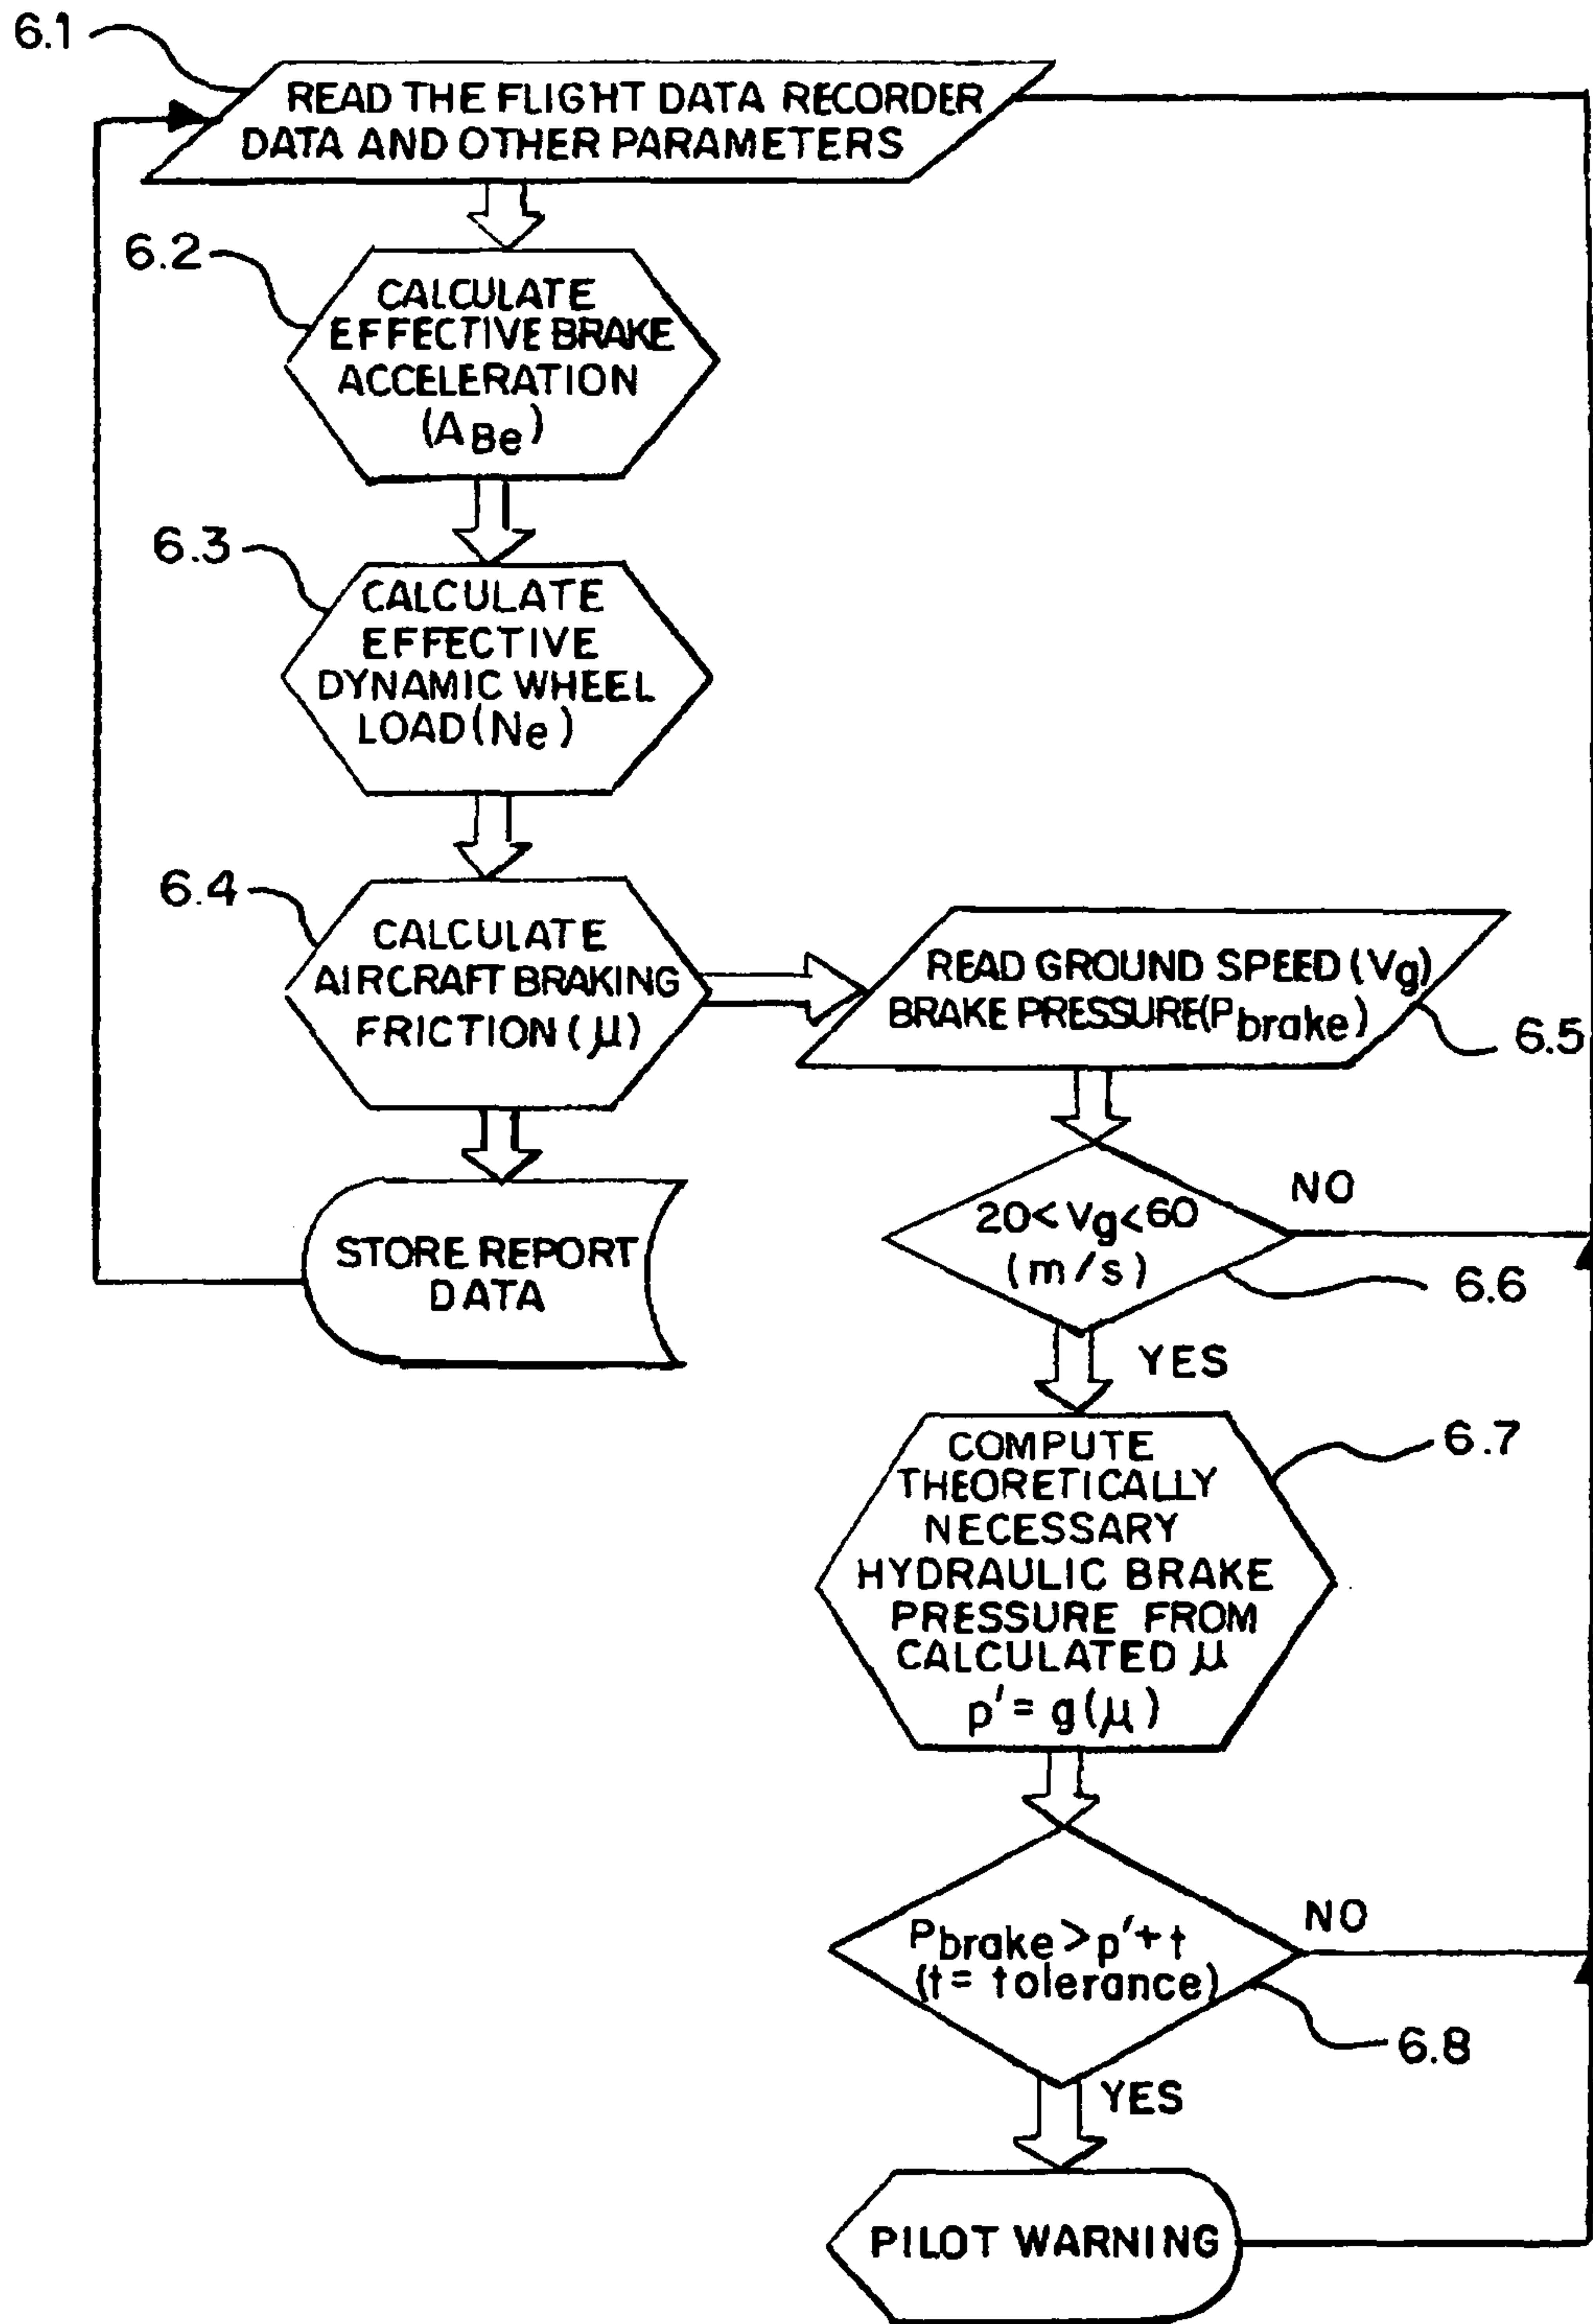 6.1
READ THE FLIGHT DATA RECORDER
DATA AND OTHER PARAMETERS
6.2
CALCULATE
EFFECTIVE BRAKE
ACCELERATION
(A Be)
6.3
CALCULATE
EFFECTIVE
DYNAMIC WHEEL
LOAD (Ne)
6.4
CALCULATE
AIRCRAFT BRAKING
FRICTION (μ)
STORE REPORT
DATA
READ GROUND SPEED (Vg)
BRAKE PRESSURE(Pbrake)
6.5
20<Vg<60
(m/s)
NO
6.6
YES
COMPUTE
THEORETICALLY
NECESSARY
HYDRAULIC BRAKE
PRESSURE FROM
CALCULATED μ
p'=g(μ)
6.7
Pbrake>p'+t
(t= tolerance)
NO
6.8
YES
PILOT WARNING